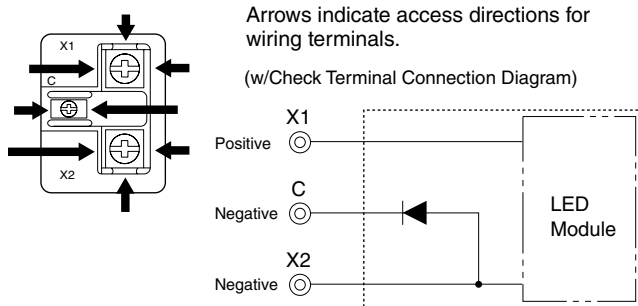 Arrows indicate access directions for
wiring terminals.
(w/Check Terminal Connection Diagram)
X1
C
X2
X1
Positive
C
Negative
X2
Negative
LED
Module